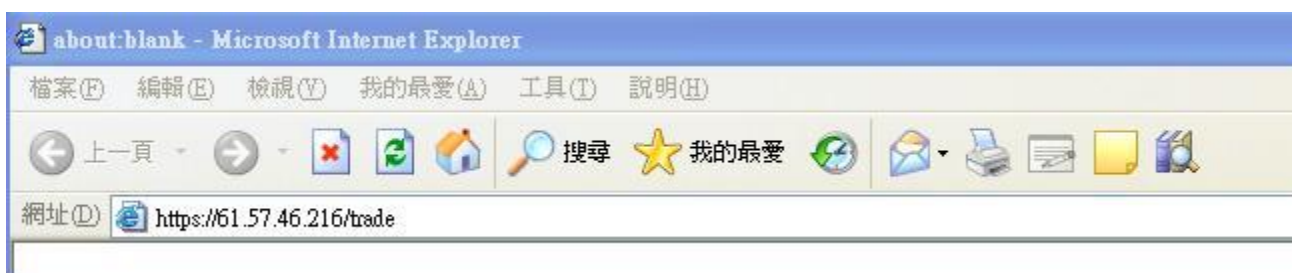 about:blank - Microsoft Internet Explorer
檔案(F) 編輯(E) 檢視(V) 我的最愛(A) 工具(T) 說明(H)
上一頁 搜尋 我的最愛
網址(D) https://61.57.46.216/trade